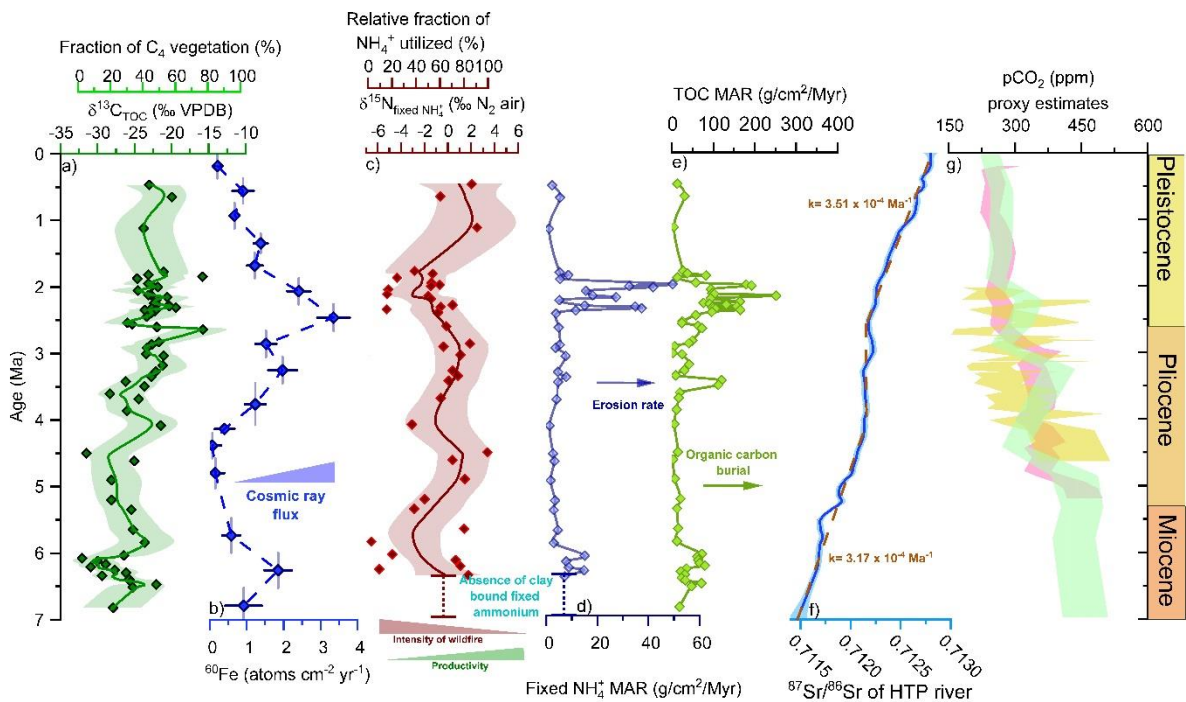 Relative fraction of
Fraction of C₄ vegetation (%)
NH₄⁺ utilized (%)
0 20 40 60 80 100
0 20 40 60 80 100
δ¹³C_TOC (‰ VPDB)
δ¹⁵N_fixed NH₄⁺ (‰ N₂ air)
TOC MAR (g/cm²/Myr)
pCO₂ (ppm)
proxy estimates
-35 -30 -25 -20 -15 -10
-6 -4 -2 0 2 4 6
0 100 200 300 400
150 300 450 600
a)
c)
e)
g)
0
1
2
3
4
5
6
7
Age (Ma)
k= 3.51 x 10⁻⁴ Ma⁻¹
Pleistocene
Pliocene
Miocene
Erosion rate
Organic carbon
burial
Cosmic ray
flux
k= 3.17 x 10⁻⁴ Ma⁻¹
Absence of clay
bound fixed
ammonium
b)
d)
f)
Intensity of wildfire
Productivity
0 1 2 3 4
0 20 40 60
0.7115 0.7120 0.7125 0.7130
⁶⁰Fe (atoms cm⁻² yr⁻¹)
Fixed NH₄⁺ MAR (g/cm²/Myr)
⁸⁷Sr/⁸⁶Sr of HTP river